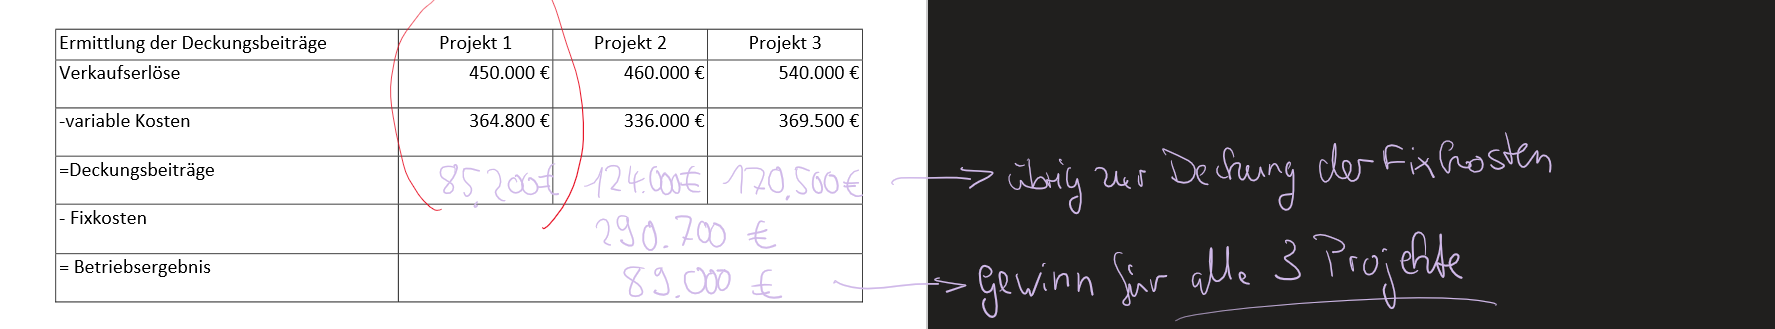 Ermittlung der Deckungsbeiträge Projekt 1 Projekt 2 Projekt 3
Verkaufserlöse 450.000 € 460.000 € 540.000 €
-variable Kosten 364.800 € 336.000 € 369.500 €
=Deckungsbeiträge 85.200€ 124.000€ 170.500€ → übrig zur Deckung der Fixkosten
- Fixkosten 290.700 €
= Betriebsergebnis 89.000 € → Gewinn für alle 3 Projekte